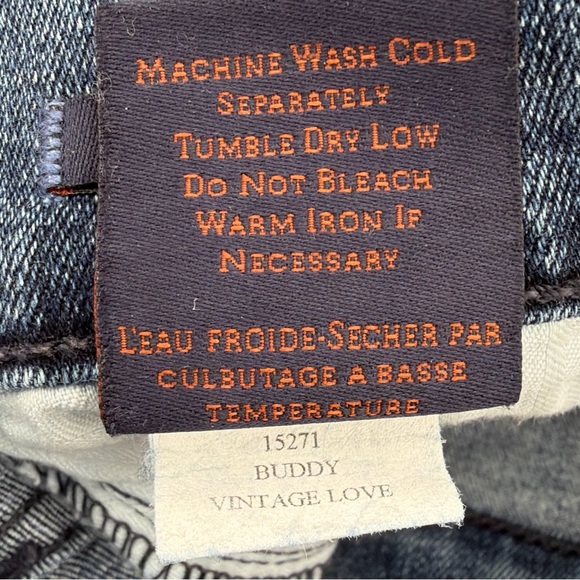 MACHINE WASH COLD
SEPARATELY
TUMBLE DRY LOW
DO NOT BLEACH
WARM IRON IF
NECESSARY
L'EAU FROIDE-SECHER PAR
CULBUTAGE A BASSE
TEMPERATURE
15271
BUDDY
VINTAGE LOVE